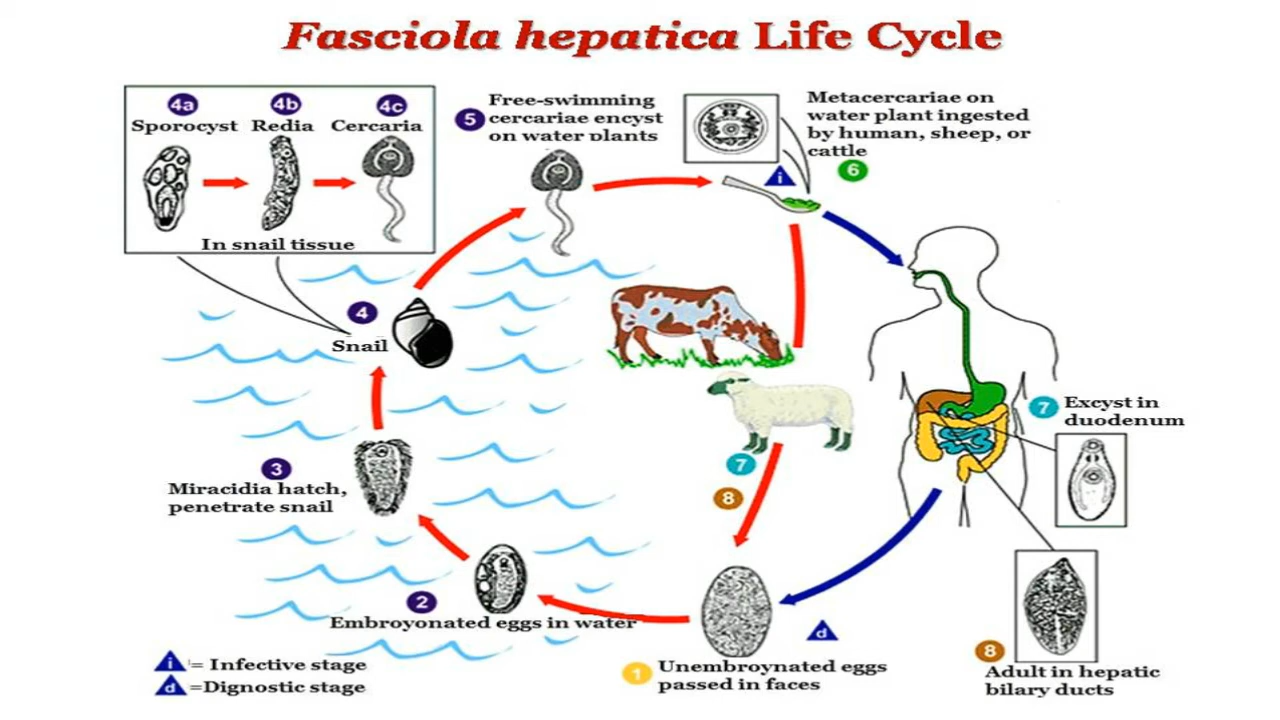 Fasciola hepatica Life Cycle
4a
4b
4c
Sporocyst Redia Cercaria
In snail tissue
5
Free-swimming
cercariae encyst
on water plants
Metacercariae on
water plant ingested
by human, sheep, or
cattle
6
i
4
Snail
7
Excyst in
duodenum
3
Miracidia hatch,
penetrate snail
7
8
2
Embroyonated eggs in water
d
i = Infective stage
d =Dignostic stage
1
Unembroynated eggs
passed in faces
8
Adult in hepatic
bilary ducts